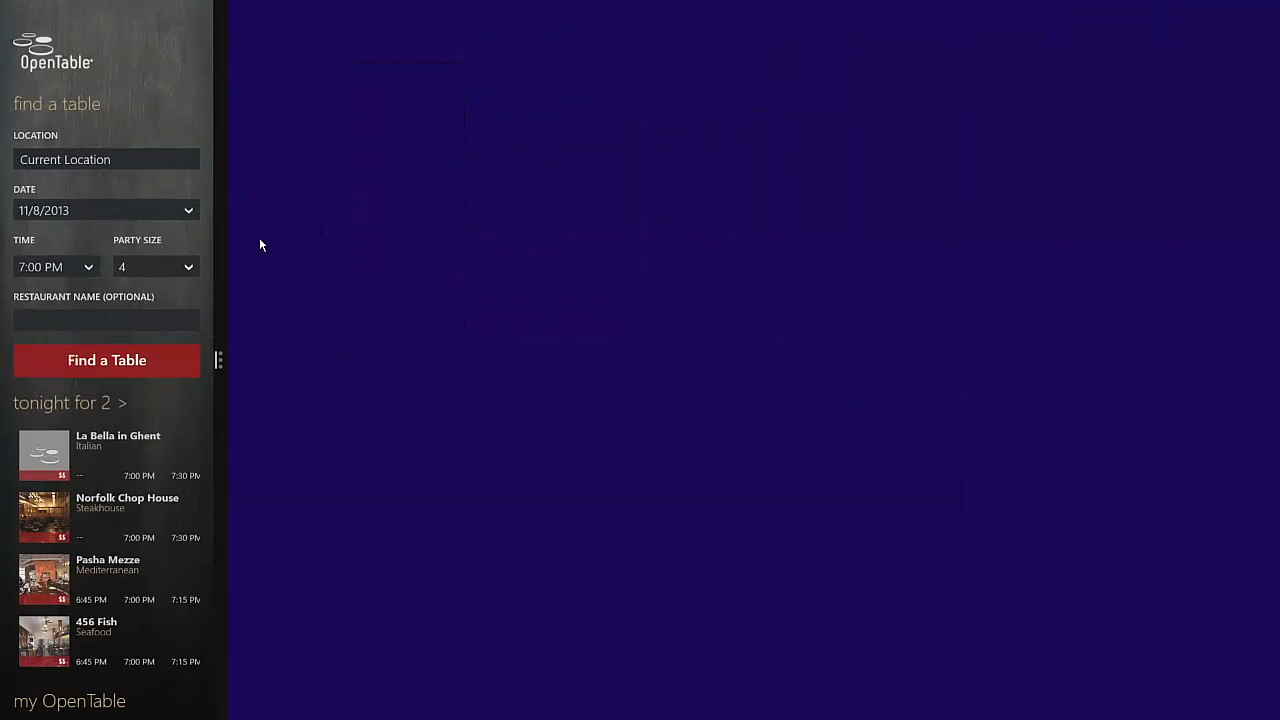 OpenTable
find a table
LOCATION
Current Location
DATE
11/8/2013
TIME PARTY SIZE
7:00 PM 4
RESTAURANT NAME (OPTIONAL)
Find a Table
tonight for 2 >
La Bella in Ghent
Italian
$$ -- 7:00 PM 7:30 PM
Norfolk Chop House
Steakhouse
$$ -- 7:00 PM 7:30 PM
Pasha Mezze
Mediterranean
$$ 6:45 PM 7:00 PM 7:15 PM
456 Fish
Seafood
$$ 6:45 PM 7:00 PM 7:15 PM
my OpenTable